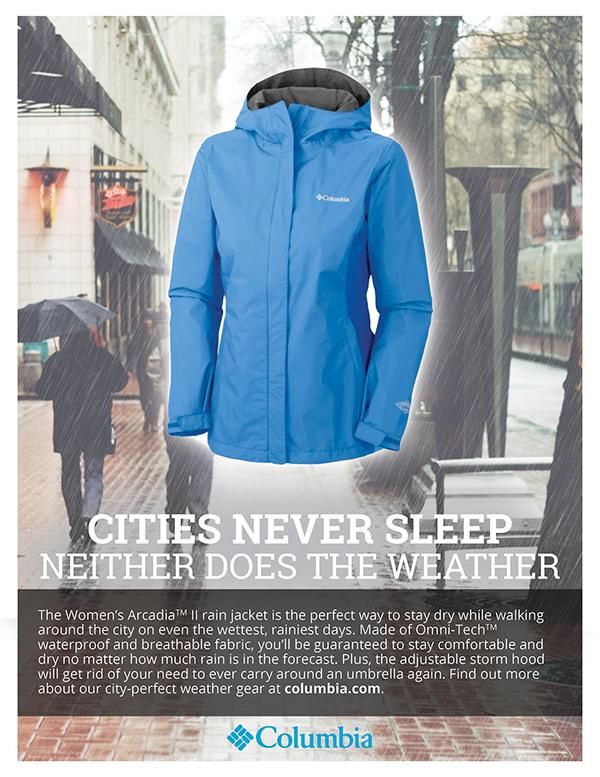 Columbia
CITIES NEVER SLEEP
NEITHER DOES THE WEATHER
The Women's Arcadia™ II rain jacket is the perfect way to stay dry while walking
around the city on even the wettest, rainiest days. Made of Omni-Tech™
waterproof and breathable fabric, you'll be guaranteed to stay comfortable and
dry no matter how much rain is in the forecast. Plus, the adjustable storm hood
will get rid of your need to ever carry around an umbrella again. Find out more
about our city-perfect weather gear at columbia.com.
Columbia